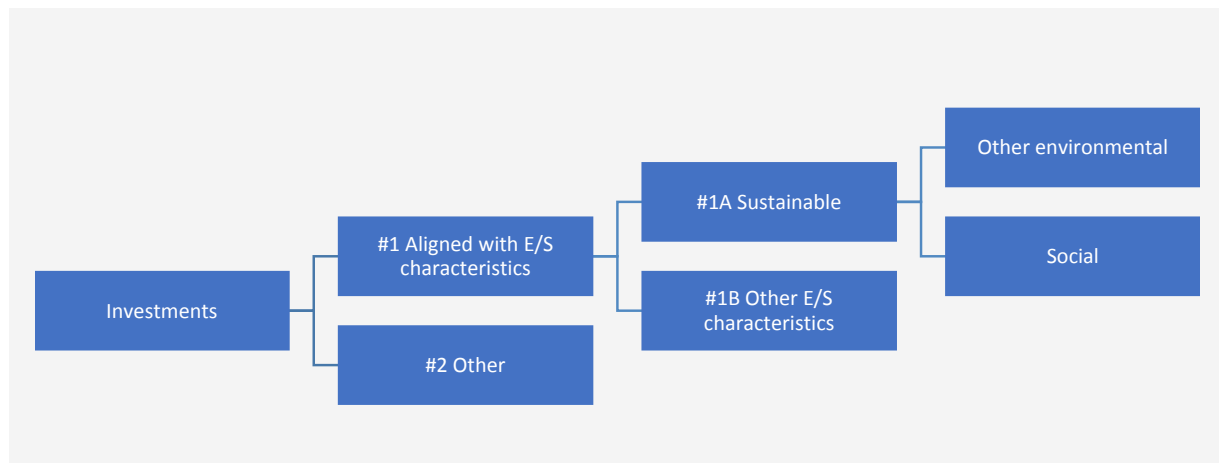 Investments
#1 Aligned with E/S
characteristics
#2 Other
#1A Sustainable
#1B Other E/S
characteristics
Other environmental
Social